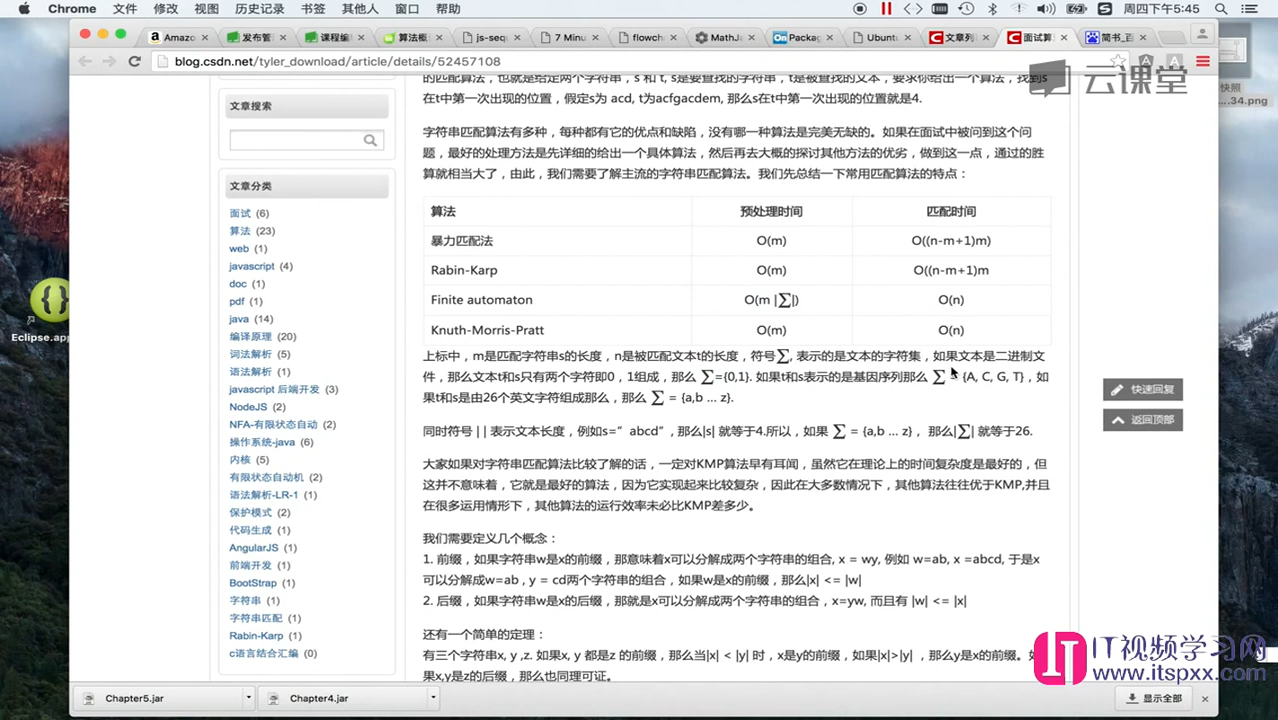 Chrome 文件 修改 视图 历史记录 书签 其他人 窗口 帮助 周四下午5:45
Amazo 发布管 课程编 算法概 js-seq 7 Minu flowch MathJa Packag Ubuntu 文章列 面试算 简书_百
blog.csdn.net/tyler_download/article/details/52457108
云课堂
快照
....34.png
Eclipse.app
文章搜索
文章分类
面试 (6)
算法 (23)
web (1)
javascript (4)
doc (1)
pdf (1)
java (14)
编译原理 (20)
词法解析 (5)
语法解析 (1)
javascript 后端开发 (3)
NodeJS (2)
NFA-有限状态自动 (2)
操作系统-java (6)
内核 (5)
有限状态自动机 (2)
语法解析-LR-1 (1)
保护模式 (2)
代码生成 (1)
AngularJS (1)
前端开发 (1)
BootStrap (1)
字符串 (1)
字符串匹配 (1)
Rabin-Karp (1)
c语言结合汇编 (0)
的匹配算法，也就是给定两个字符串，s 和 t, s是要查找的字符串，t是被查找的文本，要求你给出一个算法，找到s
在t中第一次出现的位置，假定s为 acd, t为acfgacdem, 那么s在t中第一次出现的位置就是4.
字符串匹配算法有多种，每种都有它的优点和缺陷，没有哪一种算法是完美无缺的。如果在面试中被问到这个问
题，最好的处理方法是先详细的给出一个具体算法，然后再去大概的探讨其他方法的优劣，做到这一点，通过的胜
算就相当大了，由此，我们需要了解主流的字符串匹配算法。我们先总结一下常用匹配算法的特点：
算法 预处理时间 匹配时间
暴力匹配法 O(m) O((n-m+1)m)
Rabin-Karp O(m) O((n-m+1)m
Finite automaton O(m |∑|) O(n)
Knuth-Morris-Pratt O(m) O(n)
上标中，m是匹配字符串s的长度，n是被匹配文本t的长度，符号∑, 表示的是文本的字符集，如果文本是二进制文
件，那么文本t和s只有两个字符即0，1组成，那么 ∑={0,1}. 如果t和s表示的是基因序列那么 ∑ = {A, C, G, T}，如
果t和s是由26个英文字符组成那么，那么 ∑ = {a,b ... z}.
同时符号 | | 表示文本长度，例如s=”abcd”, 那么|s| 就等于4.所以，如果 ∑ = {a,b ... z}， 那么|∑| 就等于26.
大家如果对字符串匹配算法比较了解的话，一定对KMP算法早有耳闻，虽然它在理论上的时间复杂度是最好的，但
这并不意味着，它就是最好的算法，因为它实现起来比较复杂，因此在大多数情况下，其他算法往往优于KMP,并且
在很多运用情形下，其他算法的运行效率未必比KMP差多少。
我们需要定义几个概念：
1. 前缀，如果字符串w是x的前缀，那意味着x可以分解成两个字符串的组合, x = wy, 例如 w=ab, x =abcd, 于是x
可以分解成w=ab , y = cd两个字符串的组合，如果w是x的前缀，那么|x| <= |w|
2. 后缀，如果字符串w是x的后缀，那就是x可以分解成两个字符串的组合，x=yw, 而且有 |w| <= |x|
还有一个简单的定理：
有三个字符串x, y ,z. 如果x, y 都是z 的前缀，那么当|x| < |y| 时，x是y的前缀，如果|x|>|y| ，那么y是x的前缀。如
果x,y是z的后缀，那么也同理可证。
快速回复
返回顶部
IT视频学习网
www.itspxx.com
Chapter5.jar
Chapter4.jar
显示全部